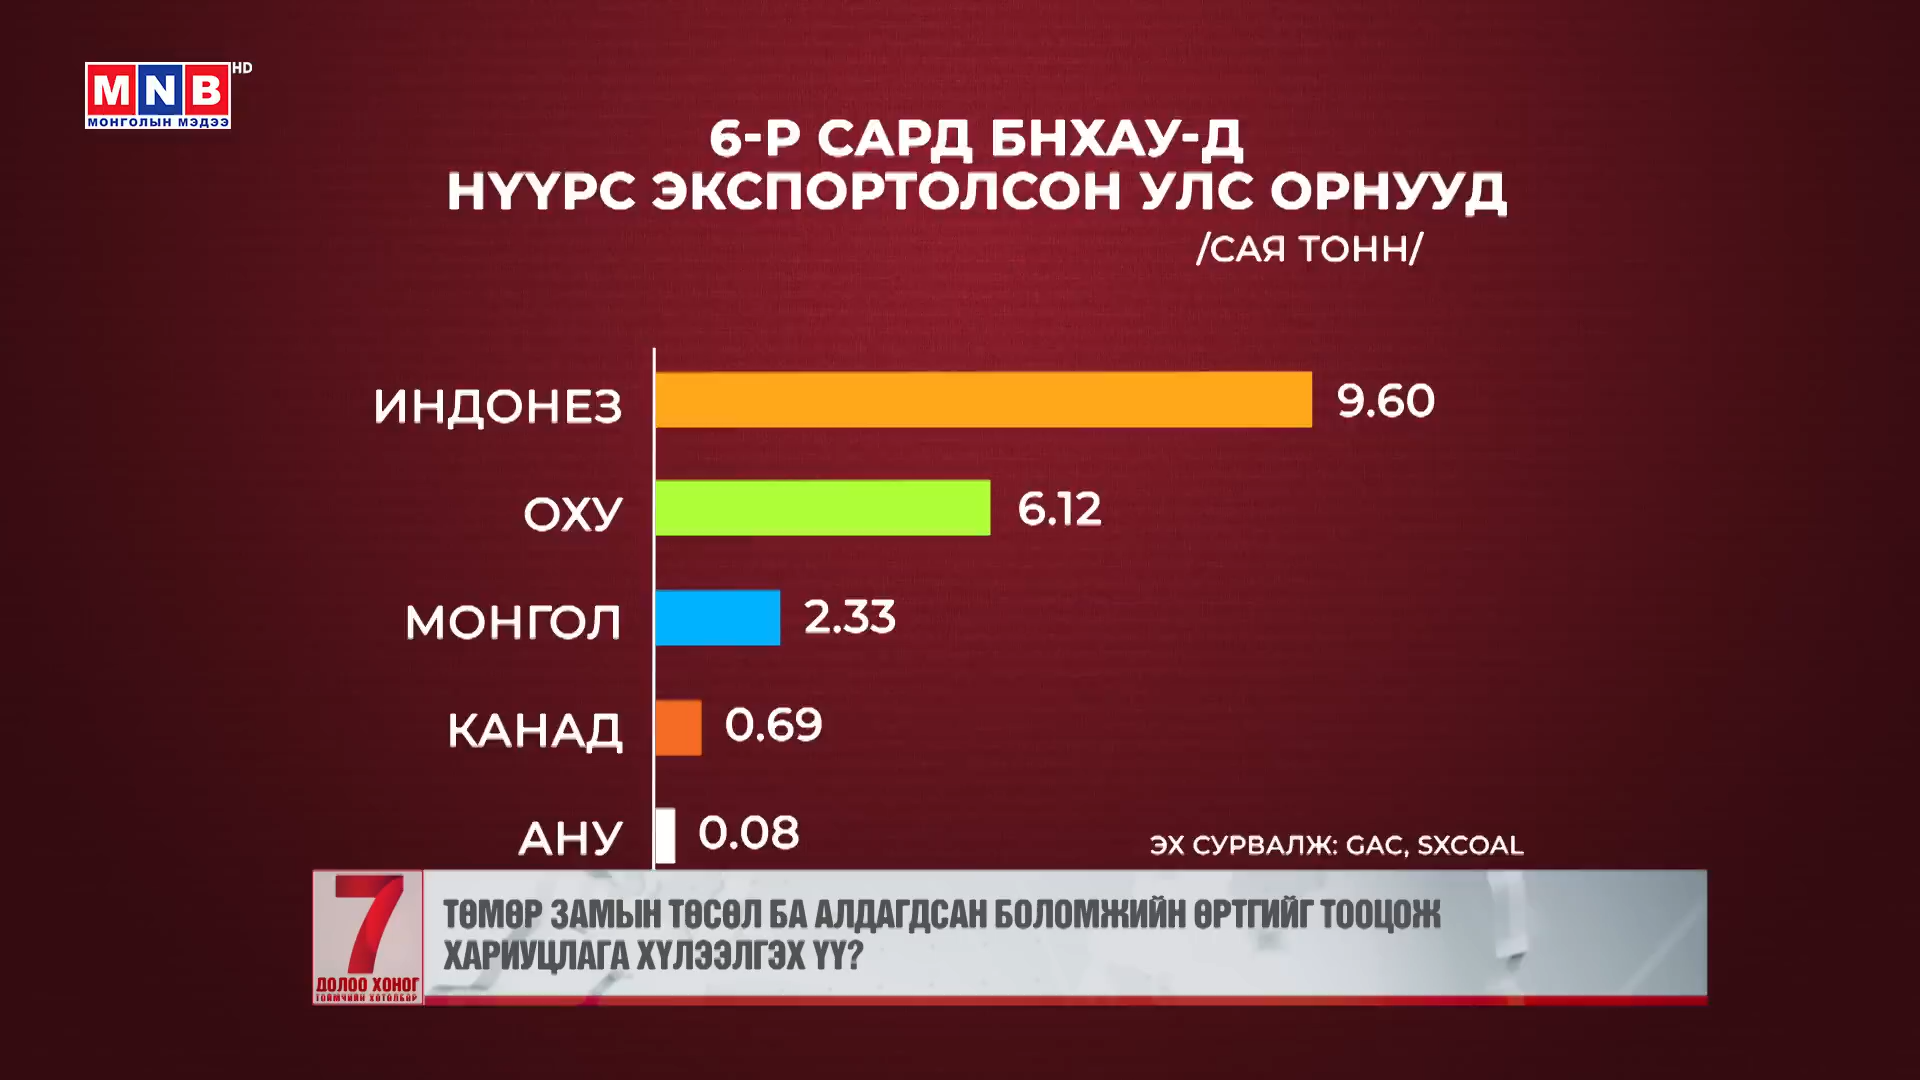 MNB HD
МОНГОЛЫН МЭДЭЭ
6-Р САРД БНХАУ-Д
НҮҮРС ЭКСПОРТОЛСОН УЛС ОРНУУД
/САЯ ТОНН/
ИНДОНЕЗ 9.60
ОХУ 6.12
МОНГОЛ 2.33
КАНАД 0.69
АНУ 0.08
ЭХ СУРВАЛЖ: GAC, SXCOAL
7
ДОЛОО ХОНОГ
ТОЙМЧИЙН ХӨТӨЛБӨР
ТӨМӨР ЗАМЫН ТӨСӨЛ БА АЛДАГДСАН БОЛОМЖИЙН ӨРТГИЙГ ТООЦОЖ
ХАРИУЦЛАГА ХҮЛЭЭЛГЭХ ҮҮ?